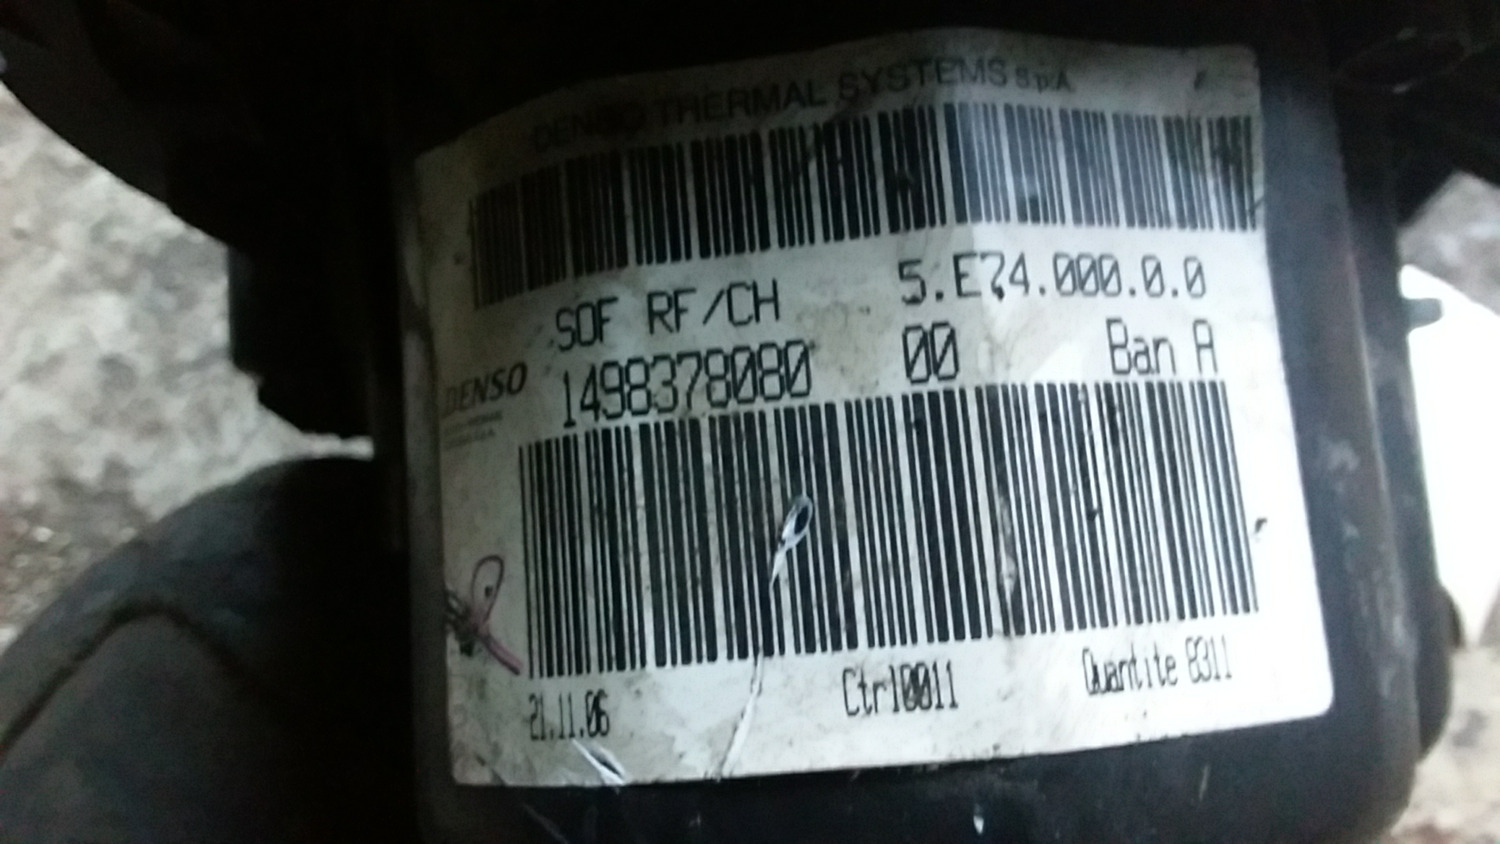 DENSO THERMAL SYSTEMS S.p.A.
SOF RF/CH 5.E74.000.0.0
1498378080 00 Ban A
DENSO
21.11.06 Ctrl0011 Quantite 8311